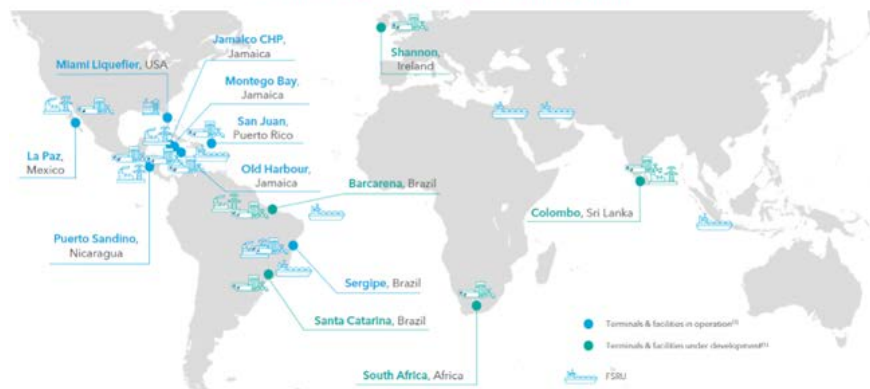 Jamalco CHP,
Jamaica
Miami Liquefier, USA
Montego Bay,
Jamaica
San Juan,
Puerto Rico
La Paz,
Mexico
Old Harbour,
Jamaica
Shannon,
Ireland
Barcarena, Brazil
Colombo, Sri Lanka
Puerto Sandino,
Nicaragua
Sergipe, Brazil
Santa Catarina, Brazil
South Africa, Africa
Terminals & facilities in operation(1)
Terminals & facilities under development(1)
FSRU